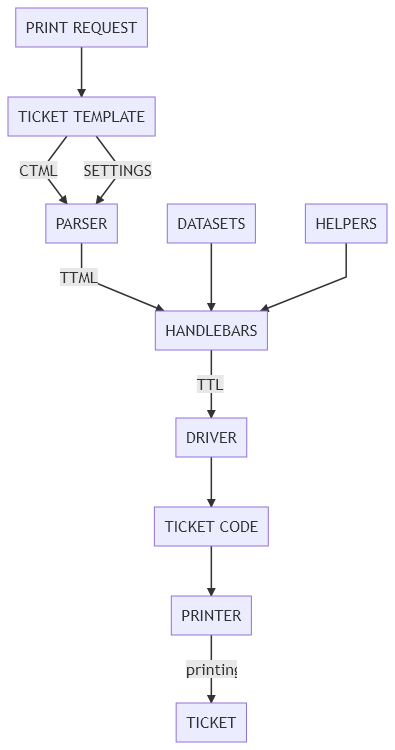 PRINT REQUEST
TICKET TEMPLATE
CTML
SETTINGS
PARSER
DATASETS
HELPERS
TTML
HANDLEBARS
TTL
DRIVER
TICKET CODE
PRINTER
printing
TICKET